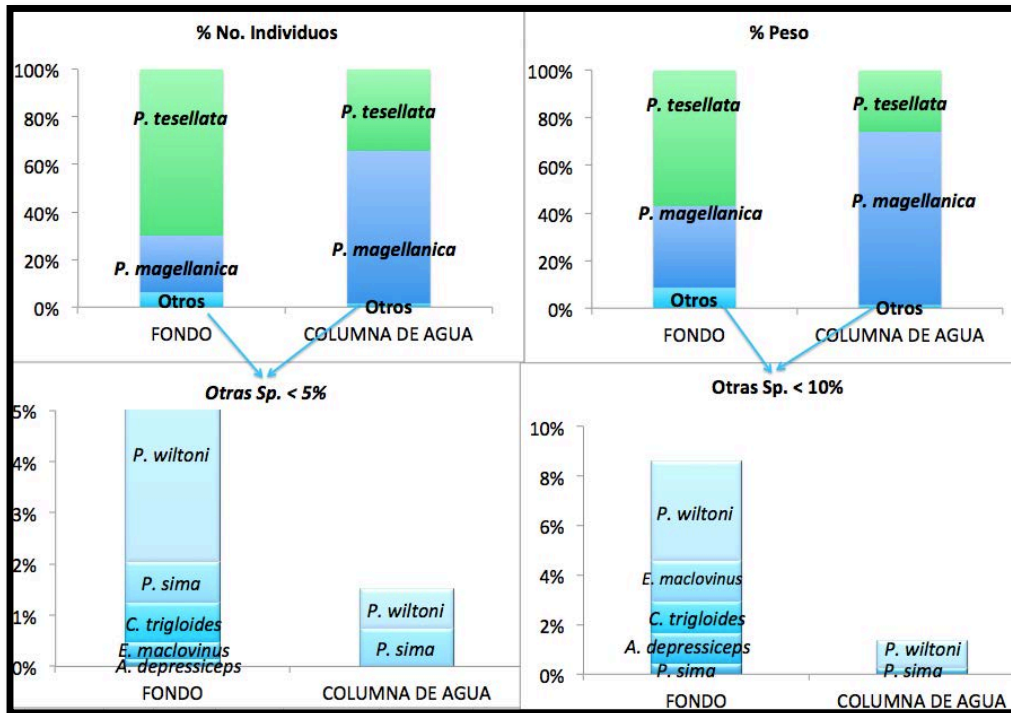 % No. Individuos
100%
80%
60%
40%
20%
0%
P. tesellata
P. magellanica
Otros
P. tesellata
P. magellanica
Otros
FONDO
COLUMNA DE AGUA
% Peso
100%
80%
60%
40%
20%
0%
P. tesellata
P. magellanica
Otros
P. tesellata
P. magellanica
Otros
FONDO
COLUMNA DE AGUA
Otras Sp. < 5%
5%
4%
3%
2%
1%
0%
P. wiltoni
P. sima
C. trigloides
E. maclovinus
A. depressiceps
P. wiltoni
P. sima
FONDO
COLUMNA DE AGUA
Otras Sp. < 10%
10%
8%
6%
4%
2%
0%
P. wiltoni
E. maclovinus
C. trigloides
A. depressiceps
P. sima
P. wiltoni
P. sima
FONDO
COLUMNA DE AGUA